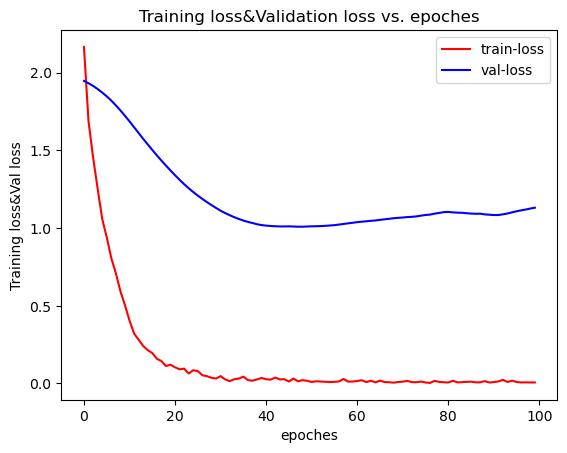 Training loss&Validation loss vs. epoches
train-loss
val-loss
Training loss&Val loss
2.0
1.5
1.0
0.5
0.0
0
20
40
60
80
100
epoches